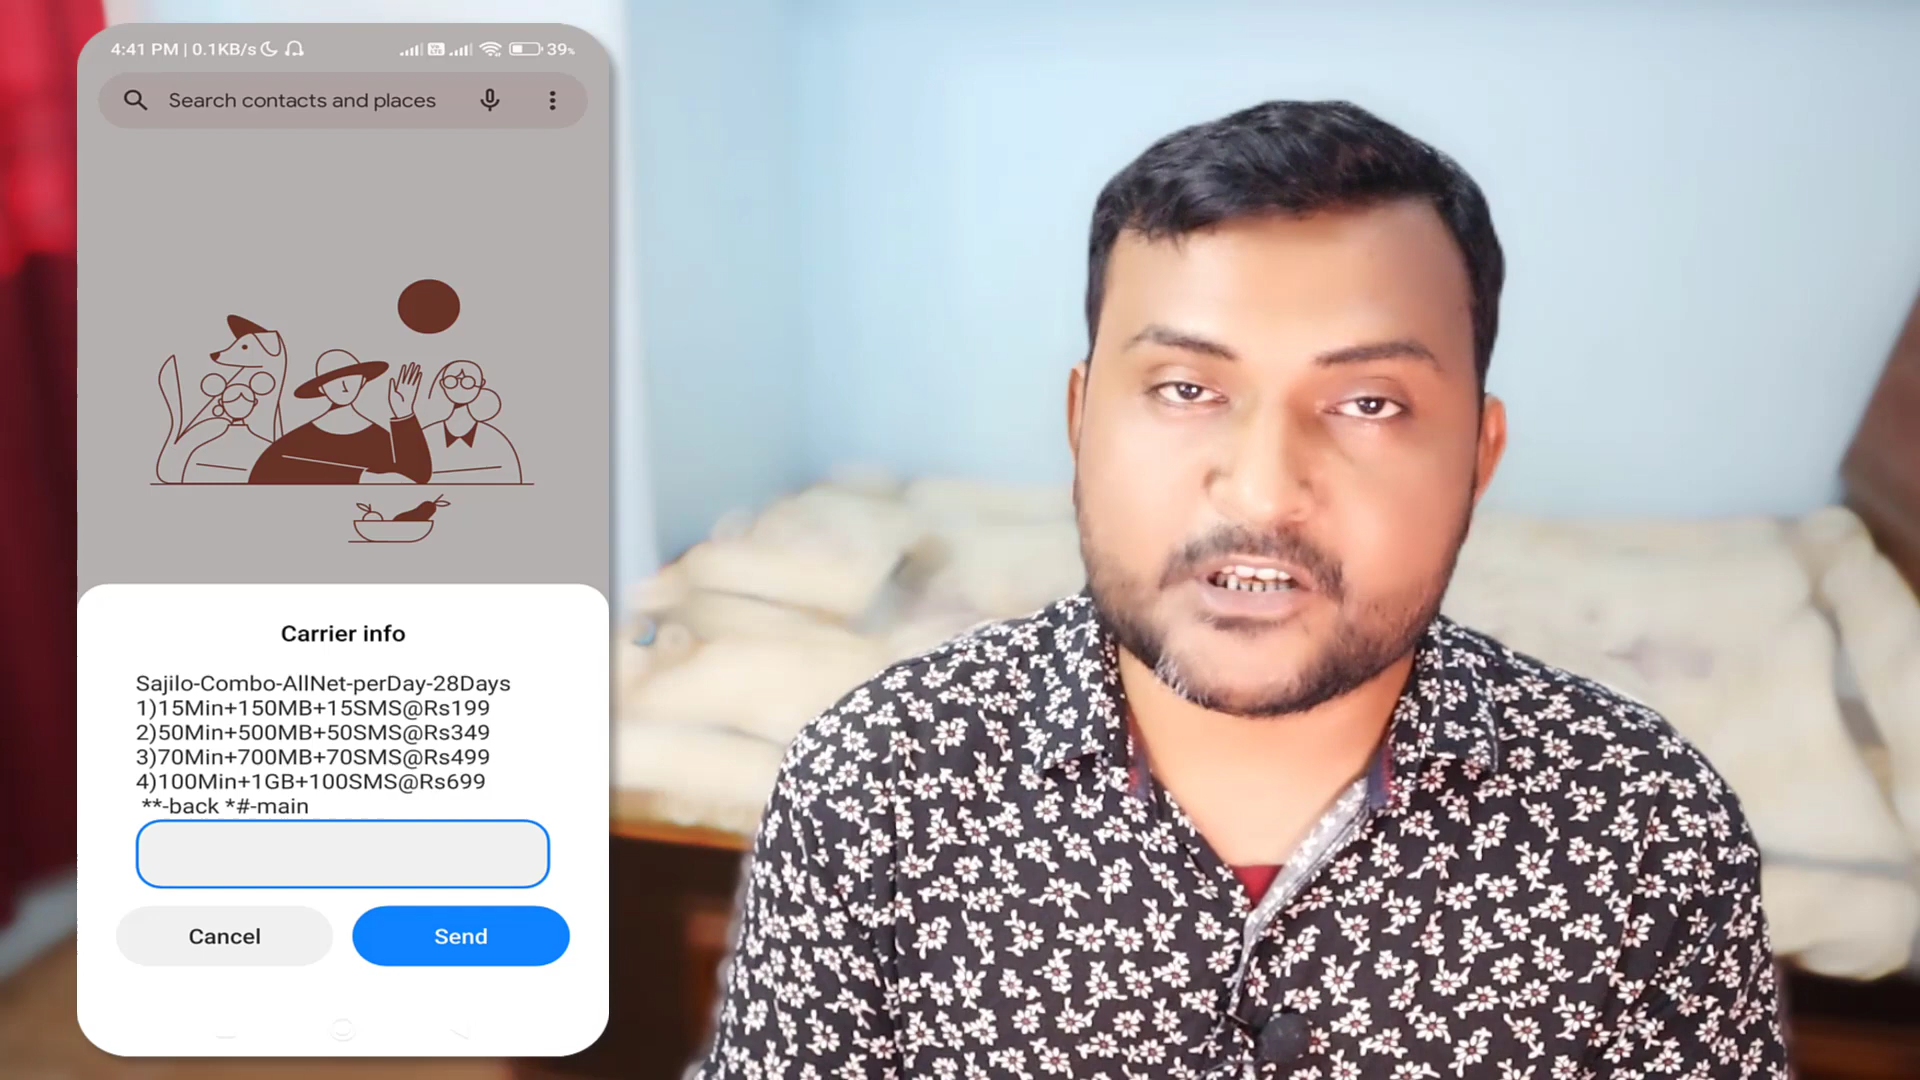 4:41 PM | 0.1KB/s 39%
Search contacts and places
Carrier info
Sajilo-Combo-AllNet-perDay-28Days
1)15Min+150MB+15SMS@Rs199
2)50Min+500MB+50SMS@Rs349
3)70Min+700MB+70SMS@Rs499
4)100Min+1GB+100SMS@Rs699
**-back *#-main
Cancel Send